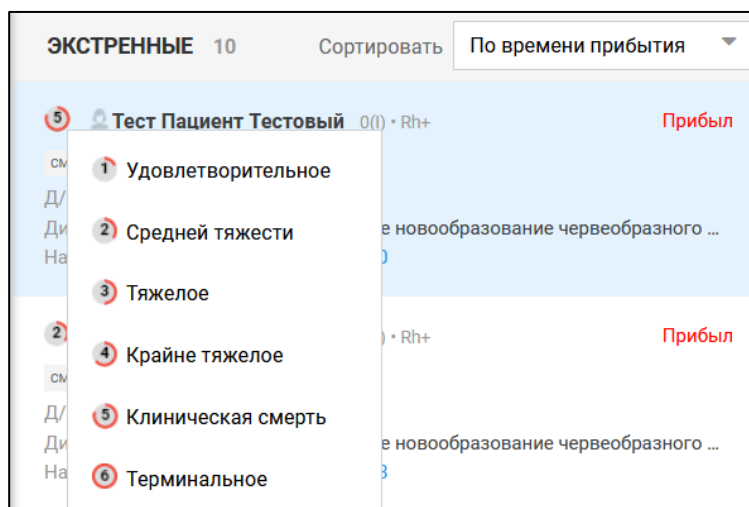 ЭКСТРЕННЫЕ 10 Сортировать По времени прибытия
5 Тест Пациент Тестовый 0(I) • Rh+ Прибыл
1 Удовлетворительное
2 Средней тяжести
е новообразование червеобразного ...
3 Тяжелое
2 • Rh+ Прибыл
4 Крайне тяжелое
5 Клиническая смерть
е новообразование червеобразного ...
6 Терминальное